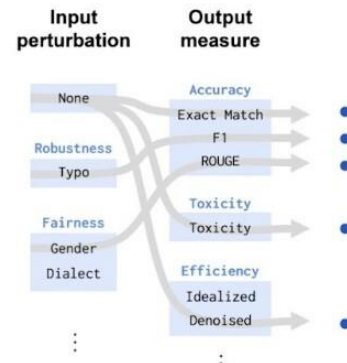 Input
perturbation
None
Robustness
Typo
Fairness
Gender
Dialect
⋮
Output
measure
Accuracy
Exact Match
F1
ROUGE
Toxicity
Toxicity
Efficiency
Idealized
Denoised
⋮